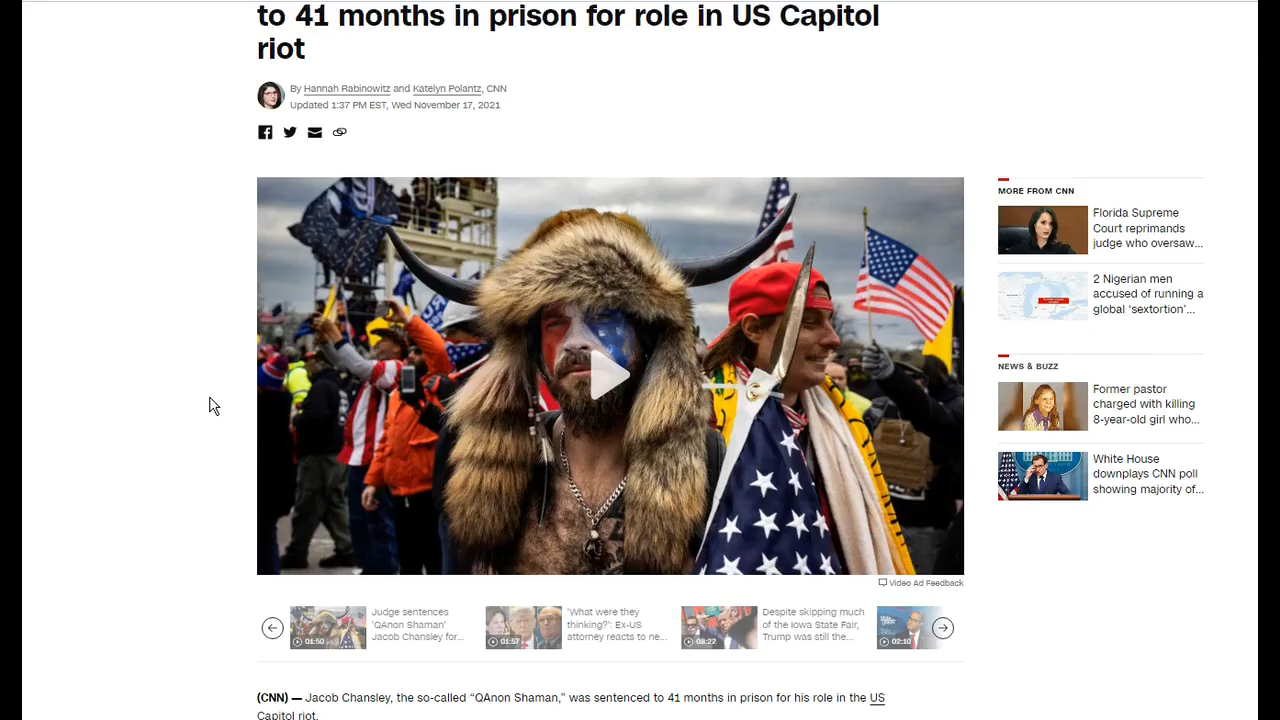 to 41 months in prison for role in US Capitol
riot
By Hannah Rabinowitz and Katelyn Polantz, CNN
Updated 1:37 PM EST, Wed November 17, 2021
MORE FROM CNN
Florida Supreme
Court reprimands
judge who oversaw...
2 Nigerian men
accused of running a
global ‘sextortion’...
NEWS & BUZZ
Former pastor
charged with killing
8-year-old girl who...
White House
downplays CNN poll
showing majority of...
Video Ad Feedback
01:50
Judge sentences
'QAnon Shaman'
Jacob Chansley for...
01:57
'What were they
thinking?': Ex-US
attorney reacts to ne...
08:22
Despite skipping much
of the Iowa State Fair,
Trump was still the...
02:10
(CNN) — Jacob Chansley, the so-called “QAnon Shaman,” was sentenced to 41 months in prison for his role in the US
Capitol riot.